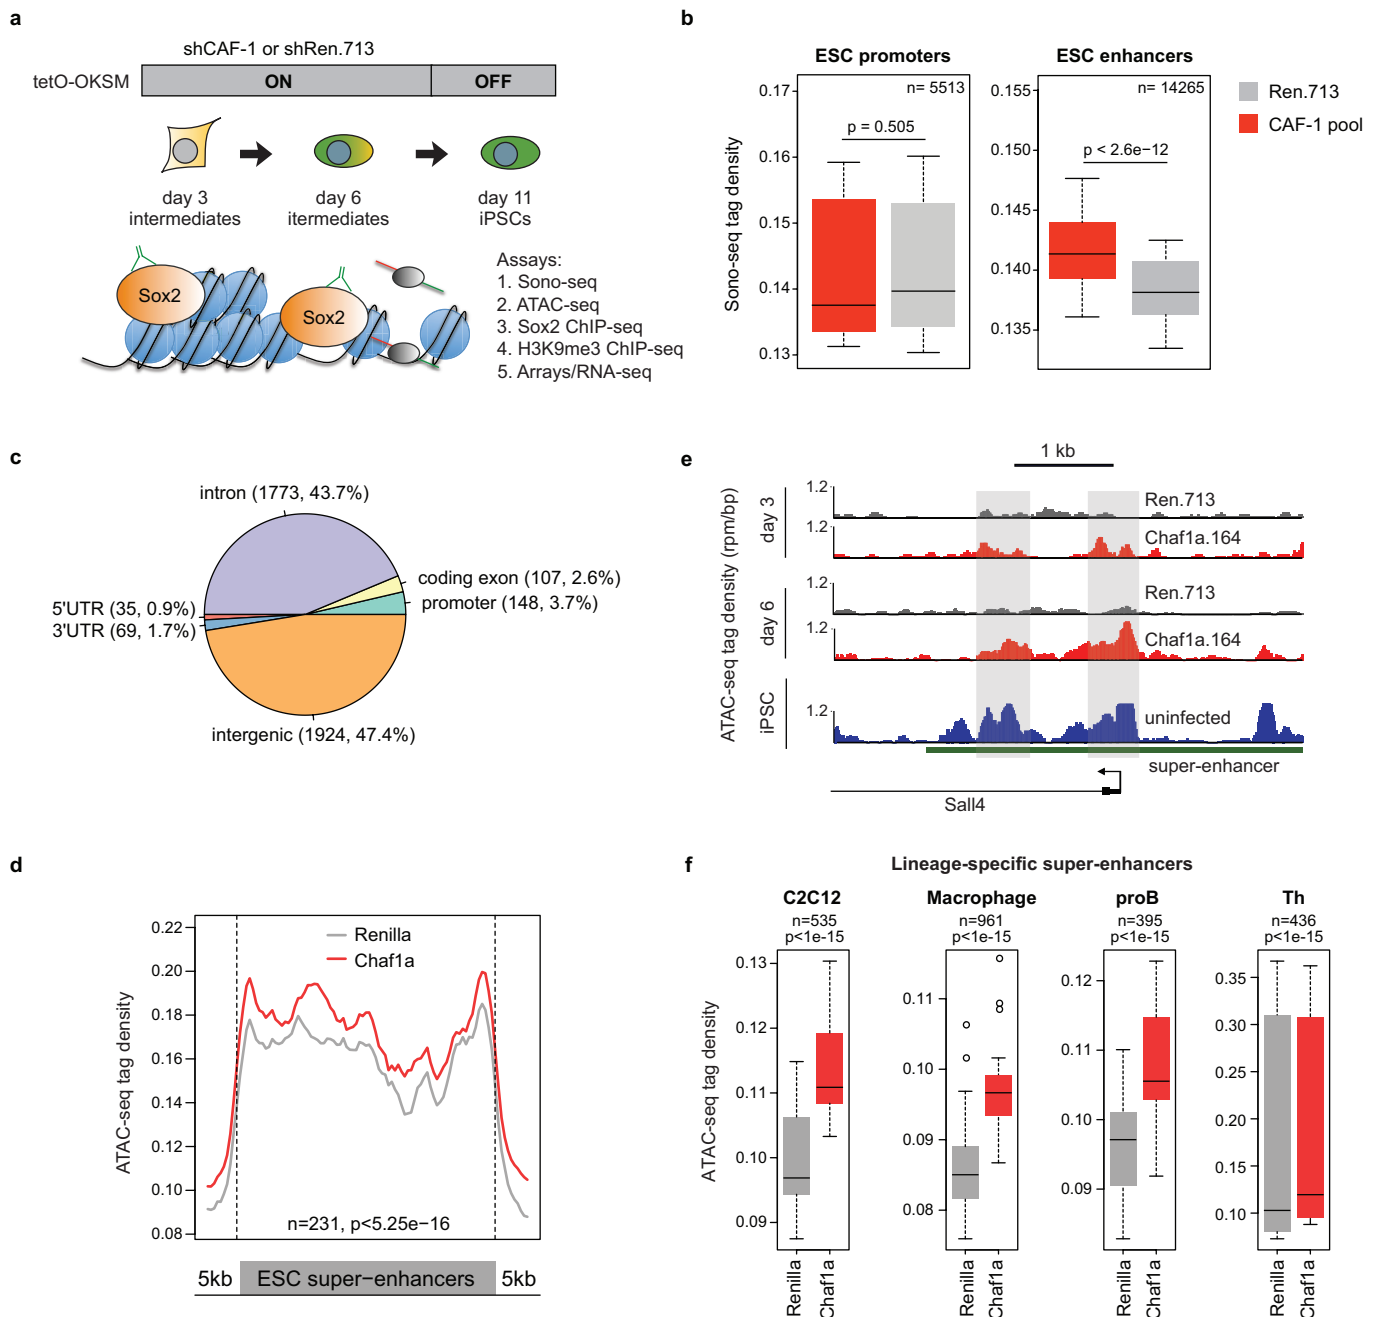 a
shCAF-1 or shRen.713
tetO-OKSM
ON
OFF
day 3
intermediates
day 6
itermediates
day 11
iPSCs
Sox2
Sox2
Assays:
1. Sono-seq
2. ATAC-seq
3. Sox2 ChIP-seq
4. H3K9me3 ChIP-seq
5. Arrays/RNA-seq
b
ESC promoters
ESC enhancers
Sono-seq tag density
0.17
0.16
0.15
0.14
0.13
n= 5513
p = 0.505
0.155
0.150
0.145
0.140
0.135
n= 14265
p < 2.6e−12
Ren.713
CAF-1 pool
c
intron (1773, 43.7%)
coding exon (107, 2.6%)
promoter (148, 3.7%)
5'UTR (35, 0.9%)
3'UTR (69, 1.7%)
intergenic (1924, 47.4%)
e
1 kb
ATAC-seq tag density (rpm/bp)
day 3
day 6
iPSC
1.2
Ren.713
1.2
Chaf1a.164
1.2
Ren.713
1.2
Chaf1a.164
1.2
uninfected
super-enhancer
Sall4
d
ATAC-seq tag density
0.22
0.20
0.18
0.16
0.14
0.12
0.10
0.08
Renilla
Chaf1a
n=231, p<5.25e−16
5kb
ESC super−enhancers
5kb
f
Lineage-specific super-enhancers
ATAC-seq tag density
C2C12
n=535
p<1e-15
0.13
0.12
0.11
0.10
0.09
Renilla
Chaf1a
Macrophage
n=961
p<1e-15
0.11
0.10
0.09
0.08
Renilla
Chaf1a
proB
n=395
p<1e-15
0.12
0.11
0.10
0.09
Renilla
Chaf1a
Th
n=436
p<1e-15
0.35
0.30
0.25
0.20
0.15
0.10
Renilla
Chaf1a